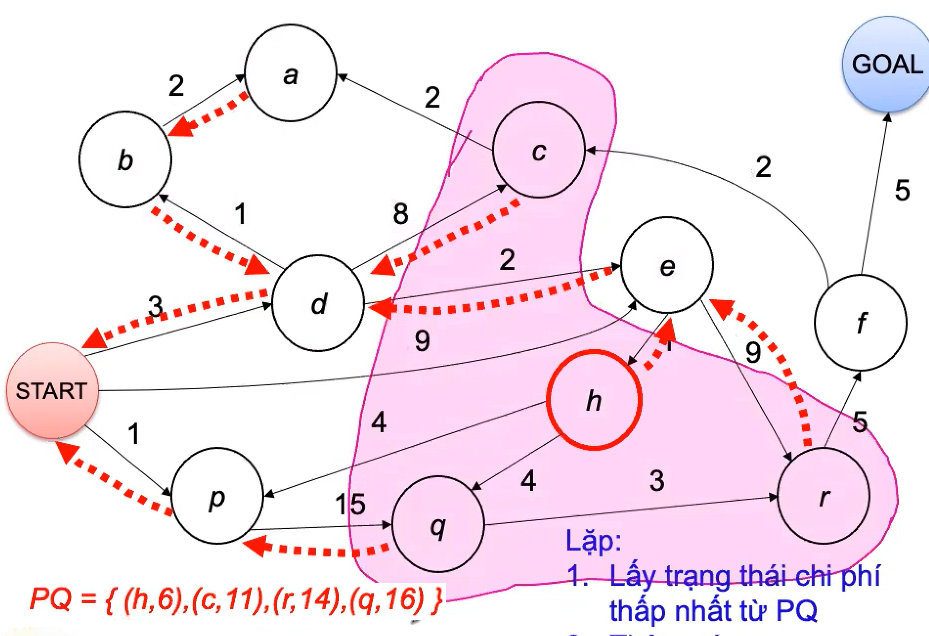 a
GOAL
2
2
c
b
2
5
1
8
2
e
d
f
3
9
1
9
START
h
4
1
5
4
3
p
15
q
r
Lặp:
1. Lấy trạng thái chi phí
thấp nhất từ PQ
PQ = { (h,6),(c,11),(r,14),(q,16) }